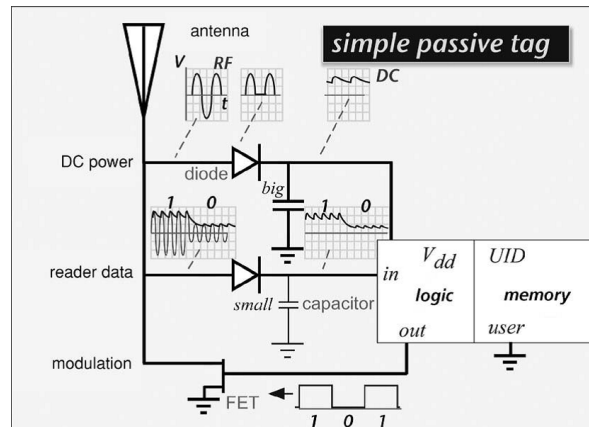 antenna
simple passive tag
V RF
t
DC
DC power
diode
big
1 0
1 0
reader data
small capacitor
in
V_dd
logic
out
UID
memory
user
modulation
FET
1 0 1